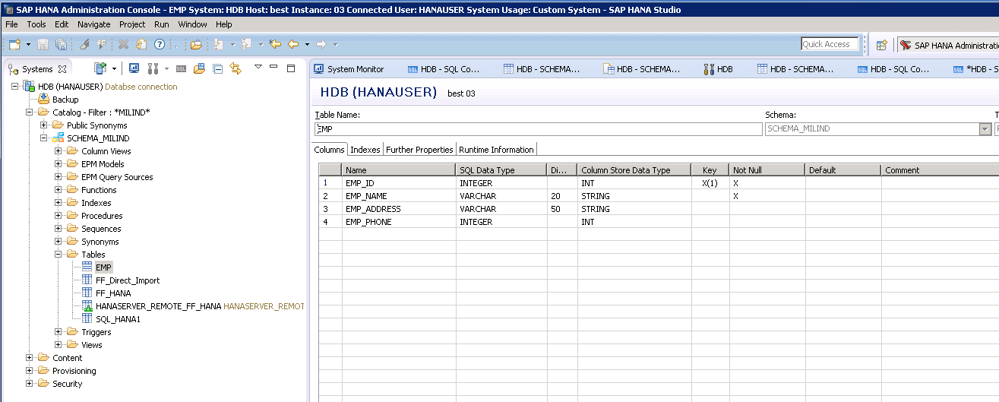 SAP HANA Administration Console - EMP System: HDB Host: best Instance: 03 Connected User: HANAUSER System Usage: Custom System - SAP HANA Studio
File Tools Edit Navigate Project Run Window Help
Quick Access
SAP HANA Administrati
Systems
SQL
HDB (HANAUSER) Databse connection
Backup
Catalog - Filter : *MILIND*
Public Synonyms
SCHEMA_MILIND
Column Views
EPM Models
EPM Query Sources
Functions
Indexes
Procedures
Sequences
Synonyms
Tables
EMP
FF_Direct_Import
FF_HANA
HANASERVER_REMOTE_FF_HANA HANASERVER_REMOT
SQL_HANA1
Triggers
Views
Content
Provisioning
Security
System Monitor SQL HDB - SQL Co... HDB - SCHEMA... HDB - SCHEMA... HDB HDB - SCHEMA... SQL HDB - SQL Co... SQL *HDB - S
HDB (HANAUSER) best 03
Table Name: Schema: T
EMP SCHEMA_MILIND
Columns Indexes Further Properties Runtime Information
Name SQL Data Type Di... Column Store Data Type Key Not Null Default Comment
1 EMP_ID INTEGER INT X(1) X
2 EMP_NAME VARCHAR 20 STRING X
3 EMP_ADDRESS VARCHAR 50 STRING
4 EMP_PHONE INTEGER INT